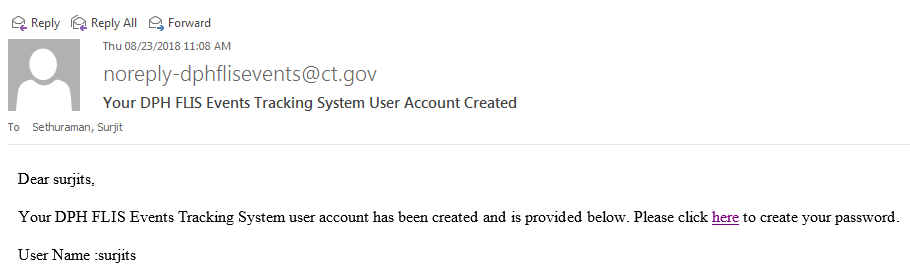 Reply Reply All Forward
Thu 08/23/2018 11:08 AM
noreply-dphflisevents@ct.gov
Your DPH FLIS Events Tracking System User Account Created
To Sethuraman, Surjit
Dear surjits,
Your DPH FLIS Events Tracking System user account has been created and is provided below. Please click here to create your password.
User Name :surjits